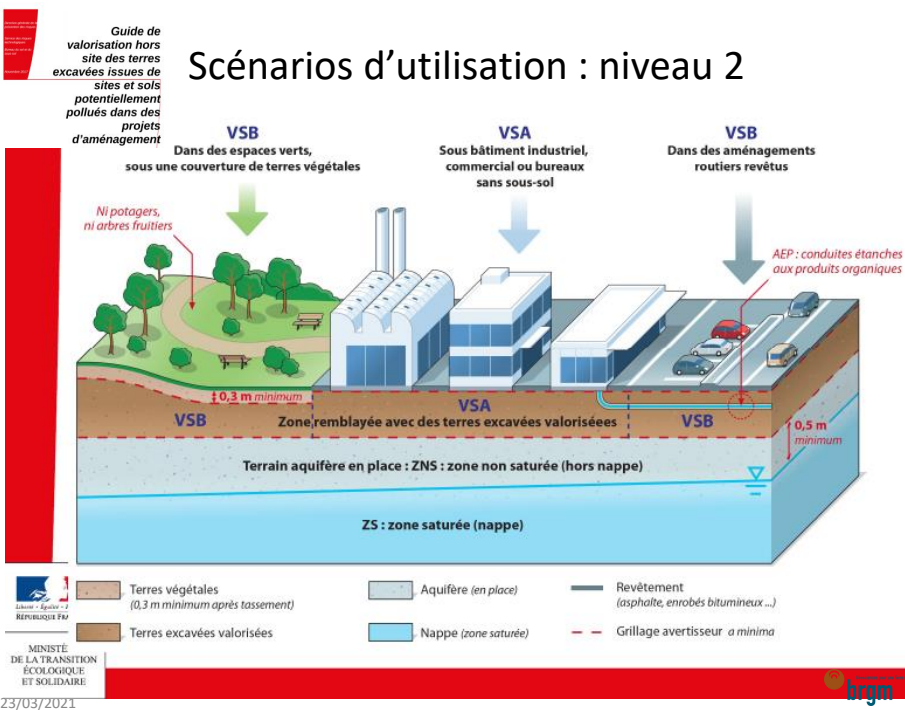 Guide de
valorisation hors
site des terres
excavées issues de
sites et sols
potentiellement
pollués dans des
projets
d'aménagement
Scénarios d'utilisation : niveau 2
VSB
Dans des espaces verts,
sous une couverture de terres végétales
VSA
Sous bâtiment industriel,
commercial ou bureaux
sans sous-sol
VSB
Dans des aménagements
routiers revêtus
Ni potagers,
ni arbres fruitiers
AEP : conduites étanches
aux produits organiques
0,3 m minimum
VSB
VSA
Zone remblayée avec des terres excavées valoriséees
VSB
0,5 m
minimum
Terrain aquifère en place : ZNS : zone non saturée (hors nappe)
ZS : zone saturée (nappe)
Terres végétales
(0,3 m minimum après tassement)
Terres excavées valorisées
Aquifère (en place)
Nappe (zone saturée)
Revêtement
(asphalte, enrobés bitumineux ...)
Grillage avertisseur a minima
Liberté • Égalité •
RÉPUBLIQUE FRA
MINISTÈ
DE LA TRANSITION
ÉCOLOGIQUE
ET SOLIDAIRE
23/03/2021
brgm